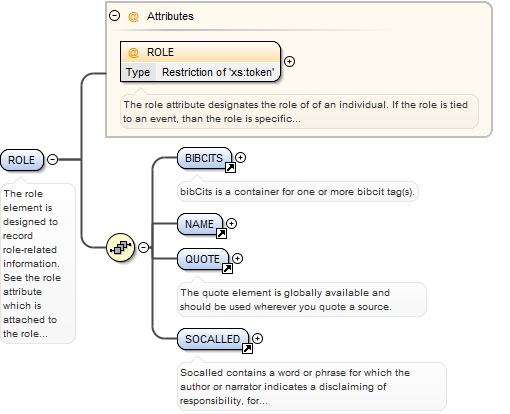 @ Attributes
@ ROLE
Type Restriction of 'xs:token'
The role attribute designates the role of of an individual. If the role is tied
to an event, than the role is specific...
ROLE
The role
element is
designed to
record
role-related
information.
See the role
attribute
which is
attached to
the role...
BIBCITS
bibCits is a container for one or more bibcit tag(s).
NAME
QUOTE
The quote element is globally available and
should be used wherever you quote a source.
SOCALLED
Socalled contains a word or phrase for which the
author or narrator indicates a disclaiming of
responsibility, for...